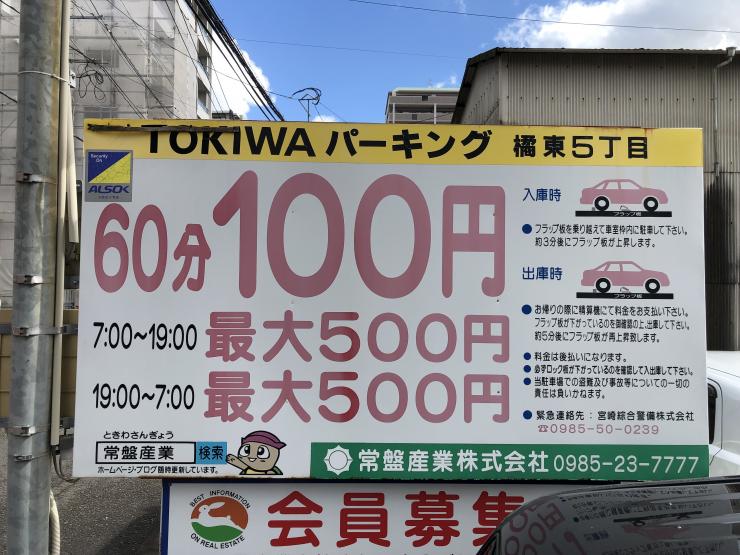 TOKIWA パーキング 橘東5丁目
Security On
ALSOK
60分 100円
7:00〜19:00 最大500円
19:00〜7:00 最大500円
入庫時
フラップ板
●フラップ板を乗り越えて車室枠内に駐車して下さい。
約3分後にフラップ板が上昇します。
出庫時
フラップ板
●お帰りの際に精算機にて料金をお支払い下さい。
フラップ板が下がっているのを御確認の上、出庫して下さい。
約5分後にフラップ板が再上昇致します。
●料金は後払いになります。
●必ずロック板が下がっているのを確認して入出庫して下さい。
●当駐車場での盗難及び事故等についての一切の
責任は負いかねます。
●緊急連絡先:宮崎綜合警備株式会社
☎0985-50-0239
ときわさんぎょう
常盤産業 検索
ホームページ・ブログ随時更新しています。
常盤産業株式会社 0985-23-7777
BEST INFORMATION
ON REAL ESTATE
会員募集